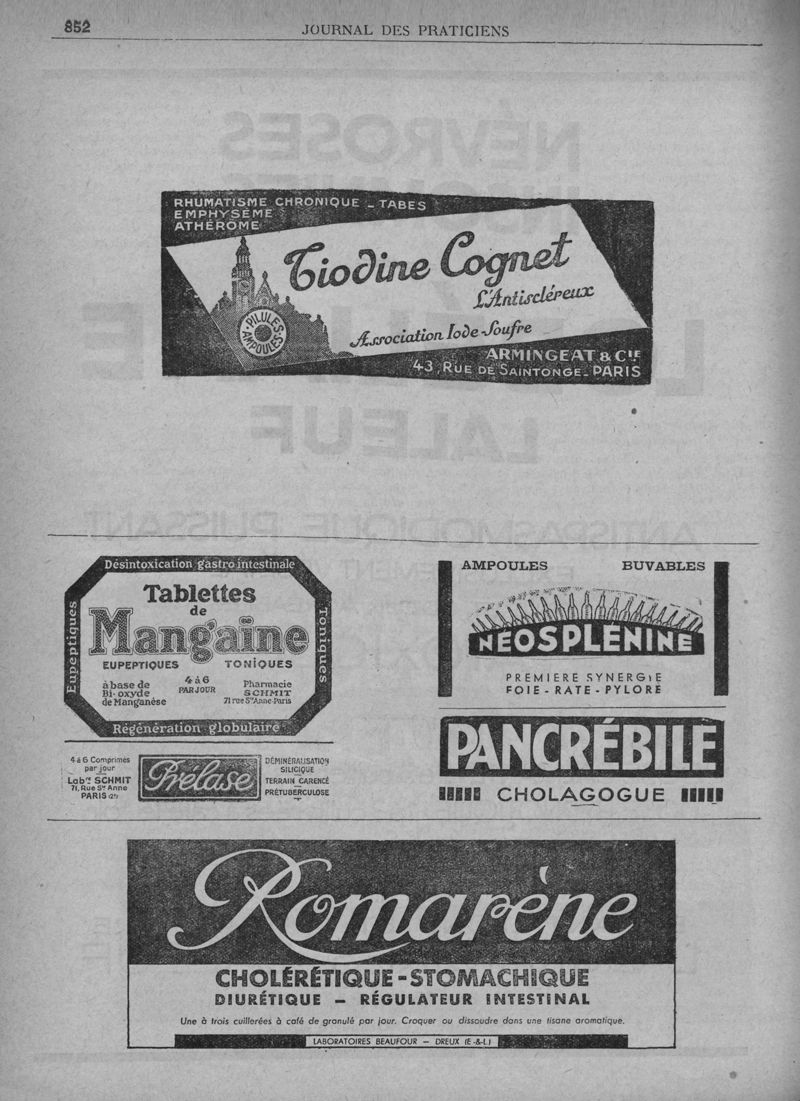 852
JOURNAL DES PRATICIENS
RHUMATISME CHRONIQUE _ TABES
EMPHYSÈME
ATHÉROME
Tiodine Cognet
L'Antiscléreux
PILULES
AMPOULES
Association Iode-Soufre
ARMINGEAT & CIE
43, RUE DE SAINTONGE_ PARIS
Désintoxication gastro intestinale
Eupeptiques
Toniques
Tablettes
de
Mangaïne
EUPEPTIQUES TONIQUES
à base de
Bi-oxyde
de Manganèse
4 à 6
PAR JOUR
Pharmacie
SCHMIT
71 rue Ste Anne-Paris
Régénération globulaire
4 à 6 Comprimés
par jour
Labre SCHMIT
71, Rue Ste Anne
PARIS (2e)
Prélase
DÉMINÉRALISATION
SILICIQUE
TERRAIN CARENCÉ
PRÉTUBERCULOSE
AMPOULES BUVABLES
NÉOSPLÉNINE
PREMIÈRE SYNERGIE
FOIE - RATE - PYLORE
PANCRÉBILE
CHOLAGOGUE
Romarène
CHOLÉRÉTIQUE - STOMACHIQUE
DIURÉTIQUE — RÉGULATEUR INTESTINAL
Une à trois cuillerées à café de granulé par jour. Croquer ou dissoudre dans une tisane aromatique.
LABORATOIRES BEAUFOUR — DREUX (E-&-L)